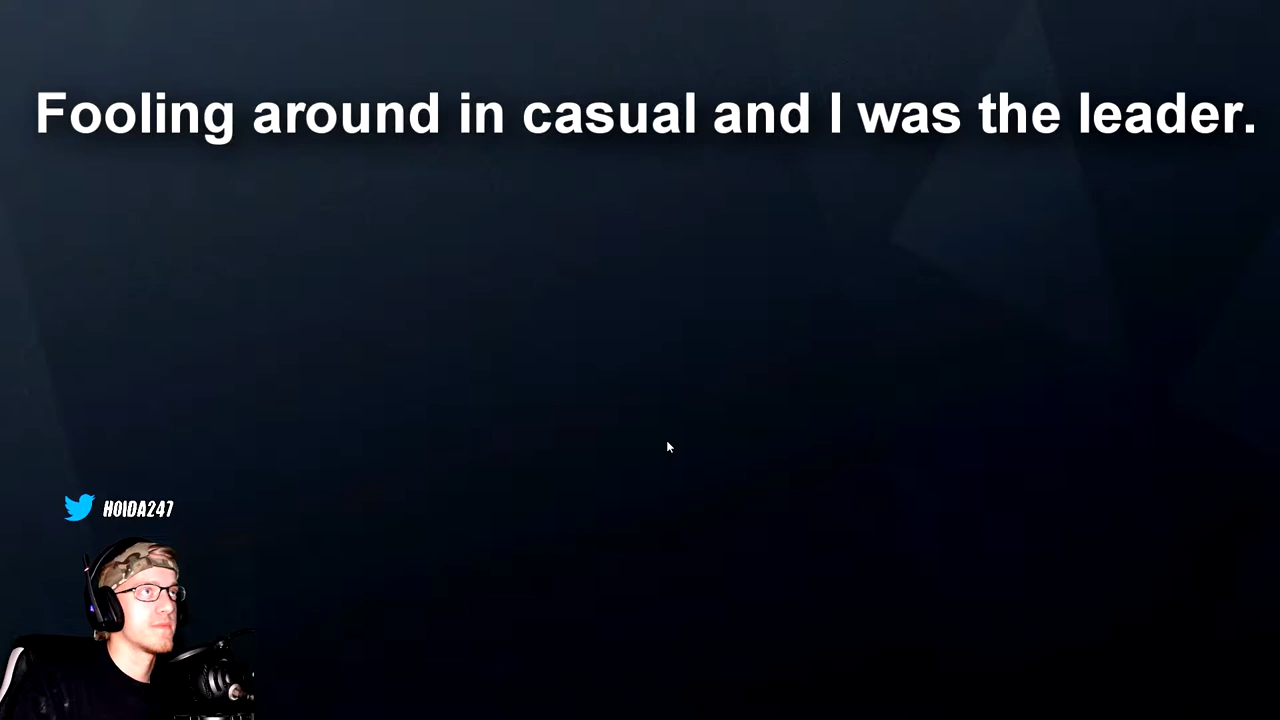 Fooling around in casual and I was the leader.
HOIDA247